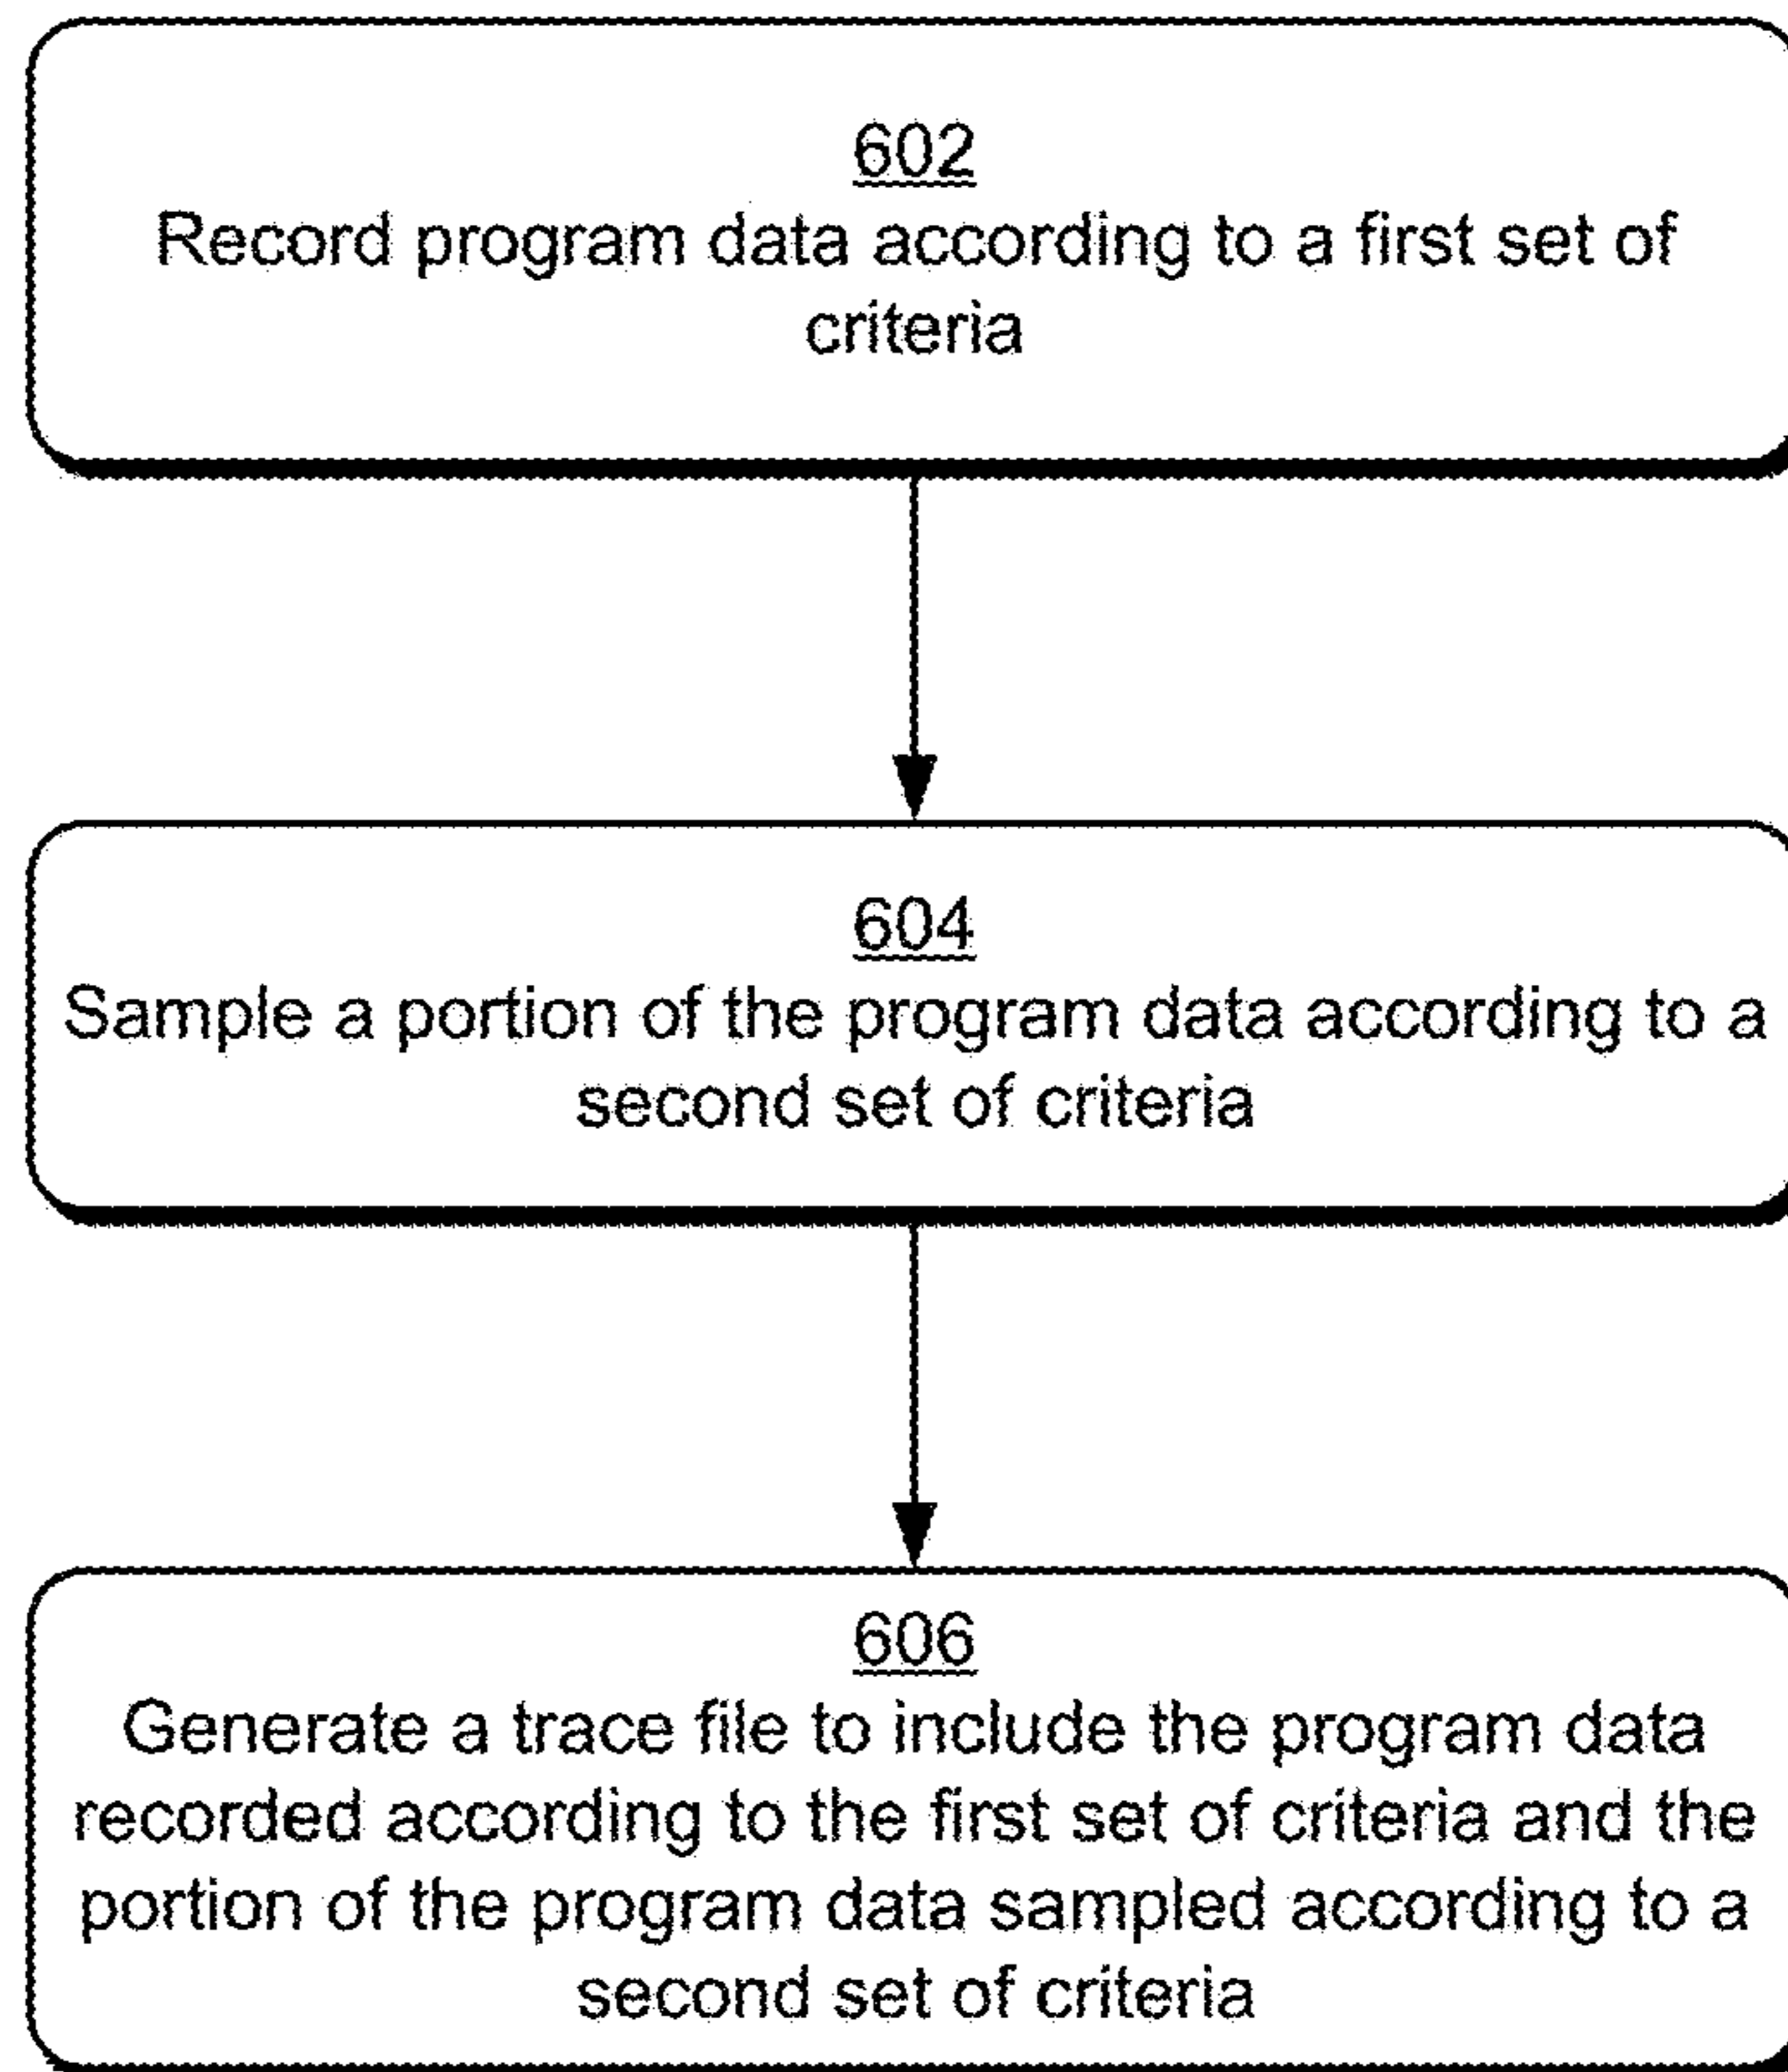 602
Record program data according to a first set of
criteria
604
Sample a portion of the program data according to a
second set of criteria
606
Generate a trace file to include the program data
recorded according to the first set of criteria and the
portion of the program data sampled according to a
second set of criteria